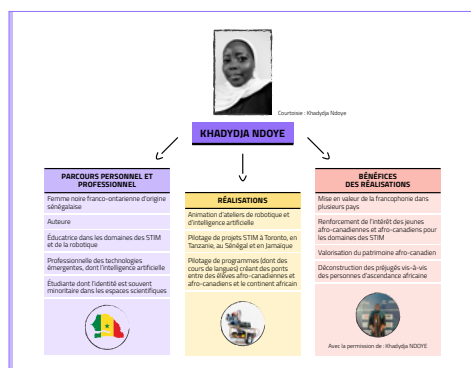 Courtoisie : Khadydja Ndoye
KHADYDJA NDOYE
PARCOURS PERSONNEL ET
PROFESSIONNEL
Femme noire franco-ontarienne d'origine
sénégalaise
Auteure
Éducatrice dans les domaines des STIM
et de la robotique
Professionnelle des technologies
émergentes, dont l'intelligence artificielle
Étudiante dont l'identité est souvent
minoritaire dans les espaces scientifiques
RÉALISATIONS
Animation d'ateliers de robotique et
d'intelligence artificielle
Pilotage de projets STIM à Toronto, en
Tanzanie, au Sénégal et en Jamaïque
Pilotage de programmes (dont des
cours de langues) créant des ponts
entre des élèves afro-canadiennes et
afro-canadiens et le continent africain
BÉNÉFICES
DES RÉALISATIONS
Mise en valeur de la francophonie dans
plusieurs pays
Renforcement de l'intérêt des jeunes
afro-canadiennes et afro-canadiens pour
les domaines des STIM
Valorisation du patrimoine afro-canadien
Déconstruction des préjugés vis-à-vis
des personnes d'ascendance africaine
Avec la permission de : Khadydja NDOYE